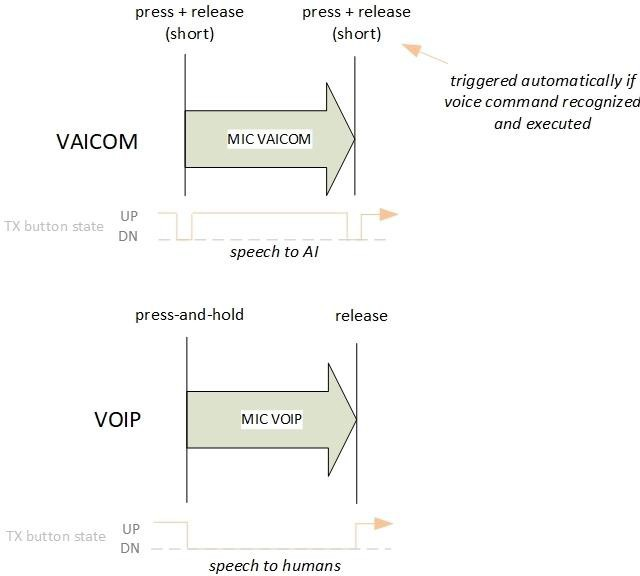 press + release
(short)
press + release
(short)
triggered automatically if
voice command recognized
and executed
VAICOM
MIC VAICOM
TX button state
UP
DN
speech to AI
press-and-hold
release
VOIP
MIC VOIP
TX button state
UP
DN
speech to humans